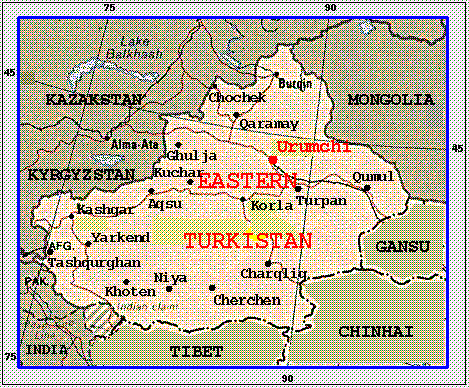 75
90
Lake
Balkhash
45
Burqin
KAZAKSTAN
Chochek
MONGOLIA
Qaramay
Alma-Ata
Urumchi
45
Ghulja
KYRGYZSTAN
Kuchar
EASTERN
Qumul
Aqsu
Korla
Turpan
Kashgar
Yarkend
TURKISTAN
AFG.
GANSU
Tashqurghan
Charqliq
PAK.
Niya
Khoten
Cherchen
Indian claim
CHINHAI
INDIA
TIBET
75
90